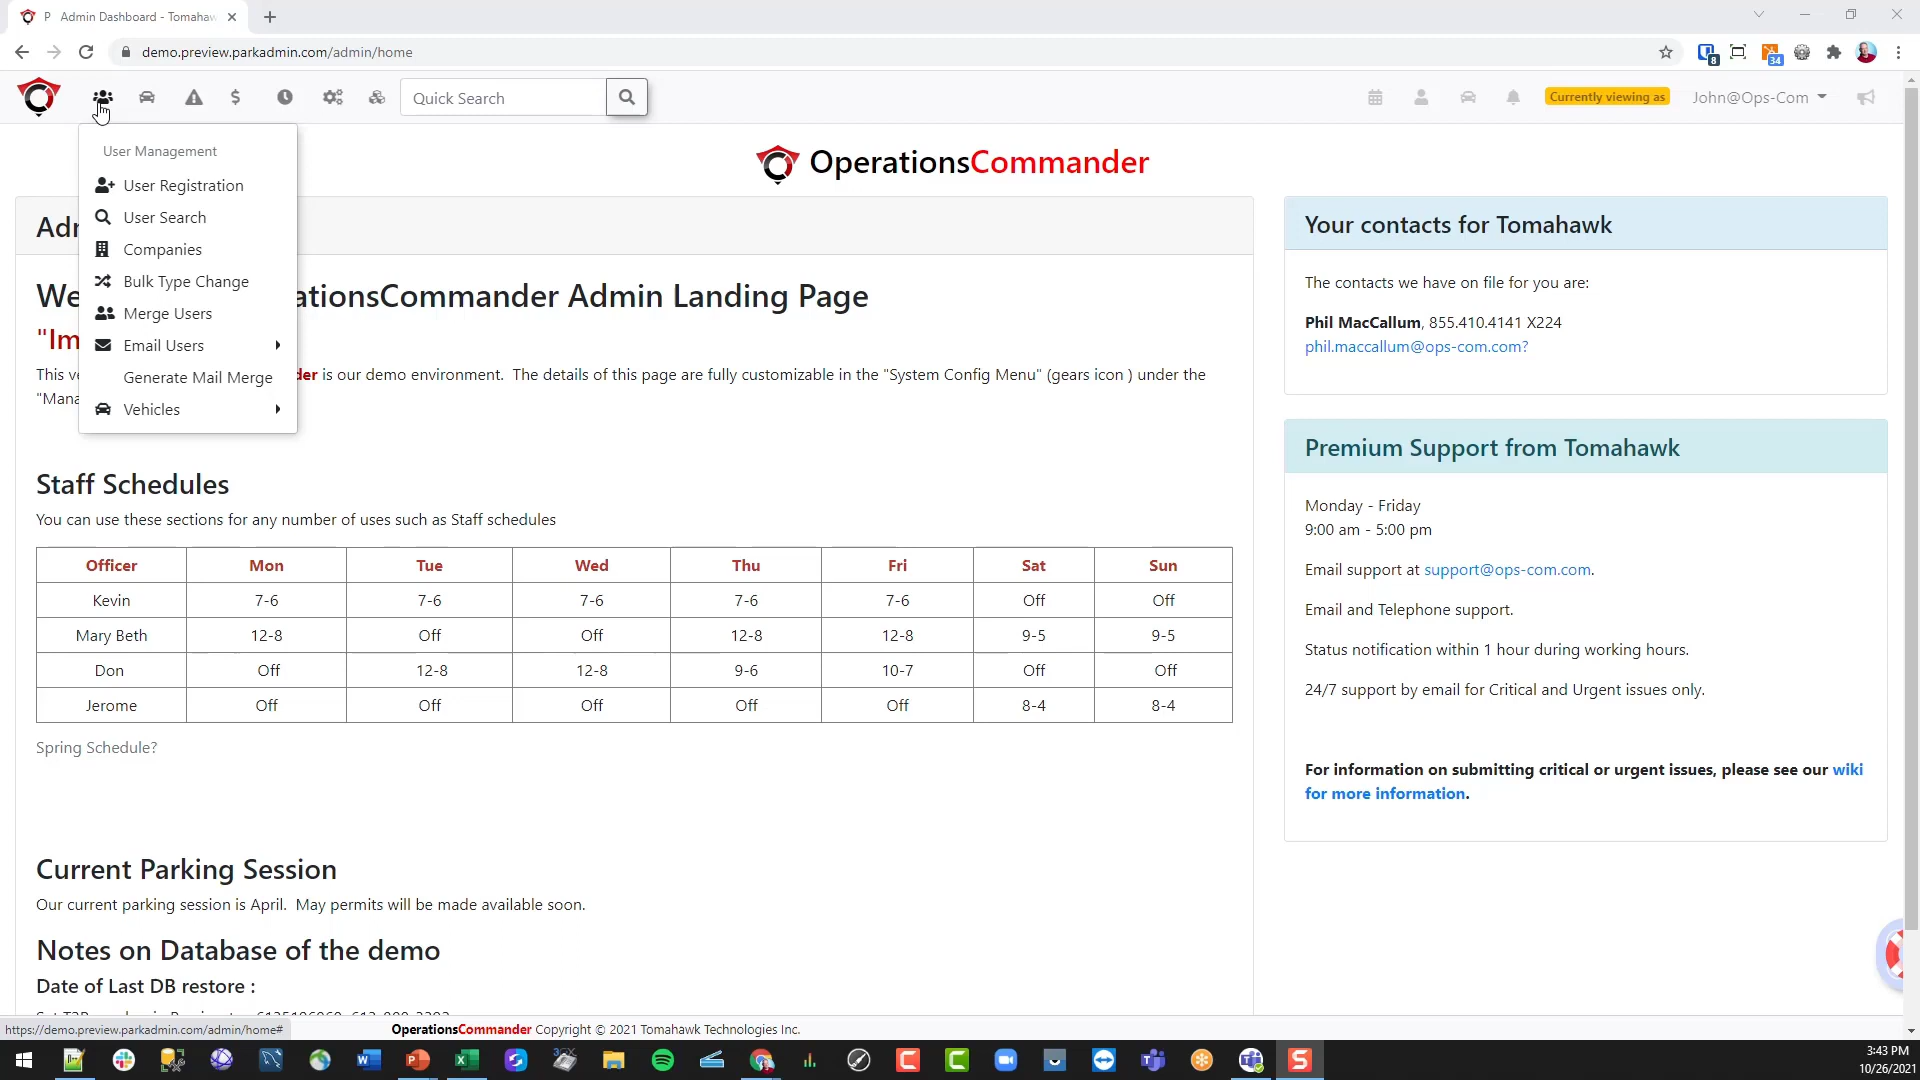 P Admin Dashboard - Tomahaw
demo.preview.parkadmin.com/admin/home
8
34
Quick Search
Currently viewing as
John@Ops-Com
User Management
User Registration
User Search
Companies
Bulk Type Change
Merge Users
Email Users
Generate Mail Merge
Vehicles
OperationsCommander
Adm
We
ationsCommander Admin Landing Page
"Im
This ve
der is our demo environment. The details of this page are fully customizable in the "System Config Menu" (gears icon ) under the
"Mana
Staff Schedules
You can use these sections for any number of uses such as Staff schedules
Officer Mon Tue Wed Thu Fri Sat Sun
Kevin 7-6 7-6 7-6 7-6 7-6 Off Off
Mary Beth 12-8 Off Off 12-8 12-8 9-5 9-5
Don Off 12-8 12-8 9-6 10-7 Off Off
Jerome Off Off Off Off Off 8-4 8-4
Spring Schedule?
Current Parking Session
Our current parking session is April. May permits will be made available soon.
Notes on Database of the demo
Date of Last DB restore :
Your contacts for Tomahawk
The contacts we have on file for you are:
Phil MacCallum, 855.410.4141 X224
phil.maccallum@ops-com.com?
Premium Support from Tomahawk
Monday - Friday
9:00 am - 5:00 pm
Email support at support@ops-com.com.
Email and Telephone support.
Status notification within 1 hour during working hours.
24/7 support by email for Critical and Urgent issues only.
For information on submitting critical or urgent issues, please see our wiki
for more information.
https://demo.preview.parkadmin.com/admin/home#
OperationsCommander Copyright © 2021 Tomahawk Technologies Inc.
3:43 PM
10/26/2021